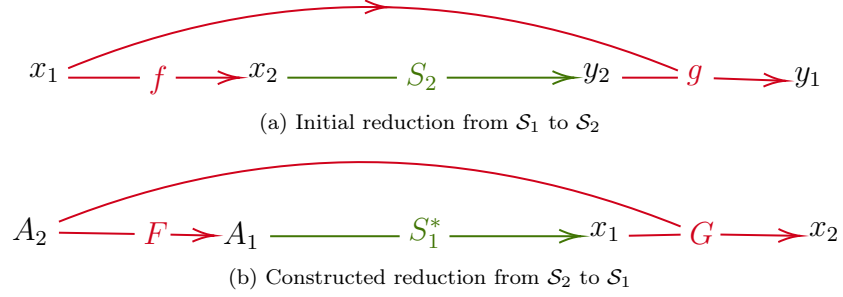 x₁ f x₂ S₂ y₂ g y₁
(a) Initial reduction from 𝒮₁ to 𝒮₂
A₂ F A₁ S₁* x₁ G x₂
(b) Constructed reduction from 𝒮₂ to 𝒮₁